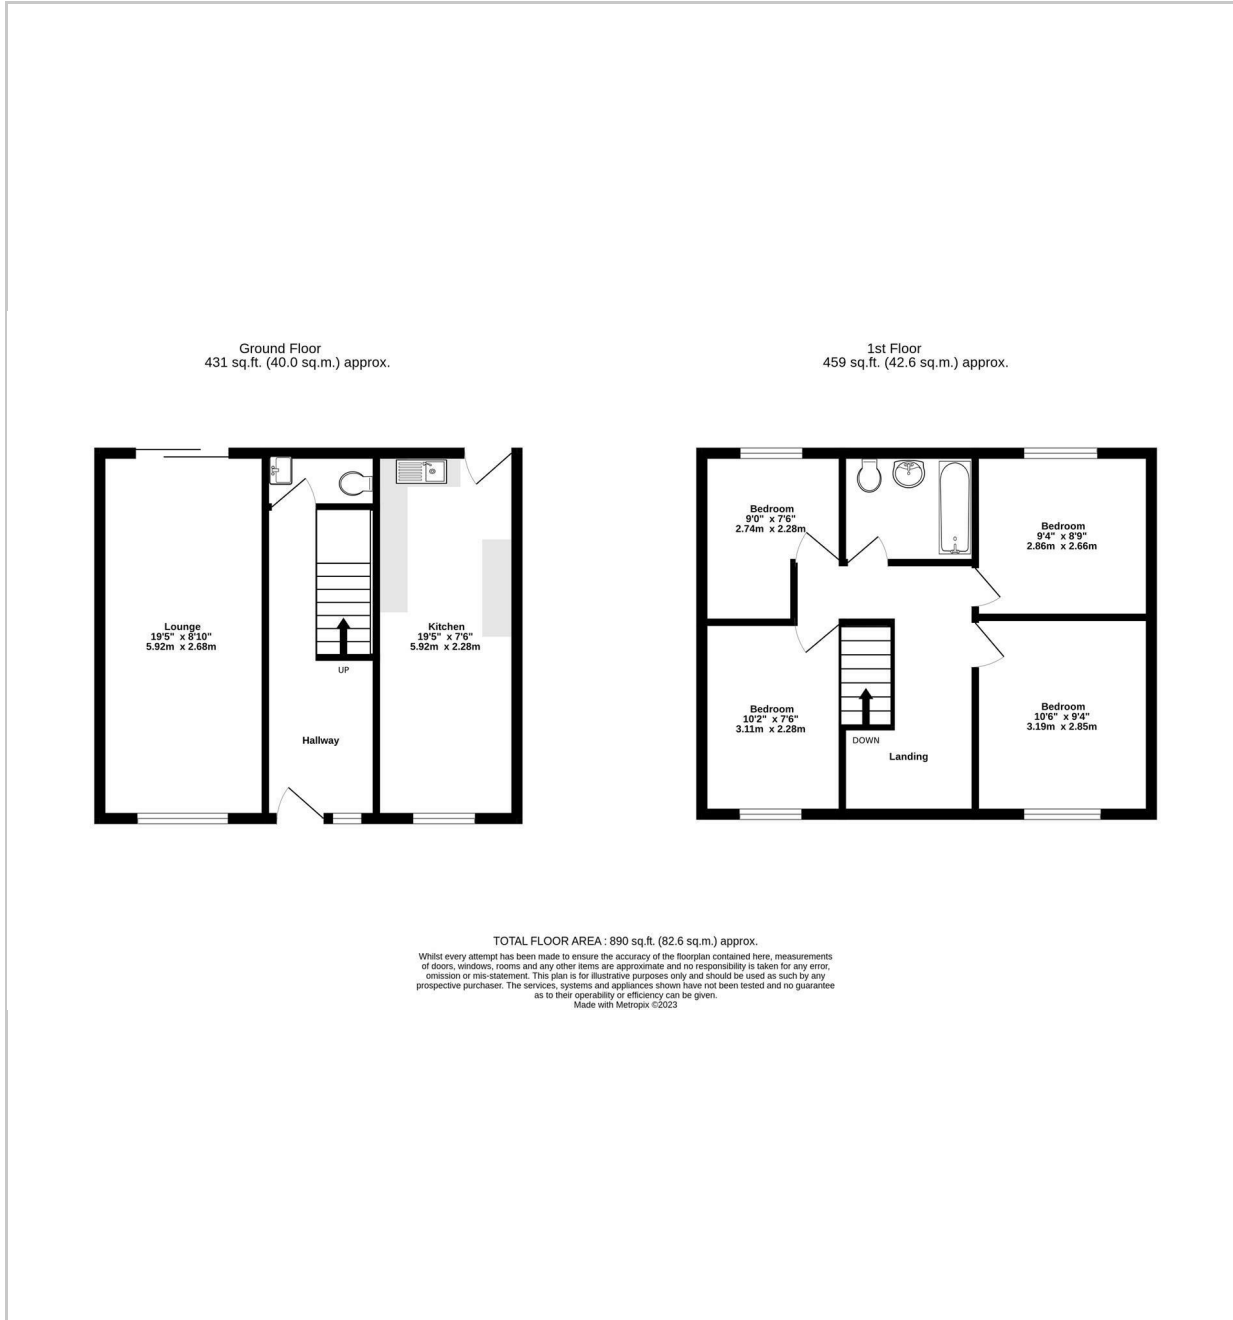 Ground Floor
431 sq.ft. (40.0 sq.m.) approx.
1st Floor
459 sq.ft. (42.6 sq.m.) approx.
Lounge
19'5" x 8'10"
5.92m x 2.68m
Kitchen
19'5" x 7'6"
5.92m x 2.28m
UP
Hallway
Bedroom
9'0" x 7'6"
2.74m x 2.28m
Bedroom
9'4" x 8'9"
2.86m x 2.66m
Bedroom
10'2" x 7'6"
3.11m x 2.28m
Bedroom
10'6" x 9'4"
3.19m x 2.85m
DOWN
Landing
TOTAL FLOOR AREA : 890 sq.ft. (82.6 sq.m.) approx.
Whilst every attempt has been made to ensure the accuracy of the floorplan contained here, measurements
of doors, windows, rooms and any other items are approximate and no responsibility is taken for any error,
omission or mis-statement. This plan is for illustrative purposes only and should be used as such by any
prospective purchaser. The services, systems and appliances shown have not been tested and no guarantee
as to their operability or efficiency can be given.
Made with Metropix ©2023